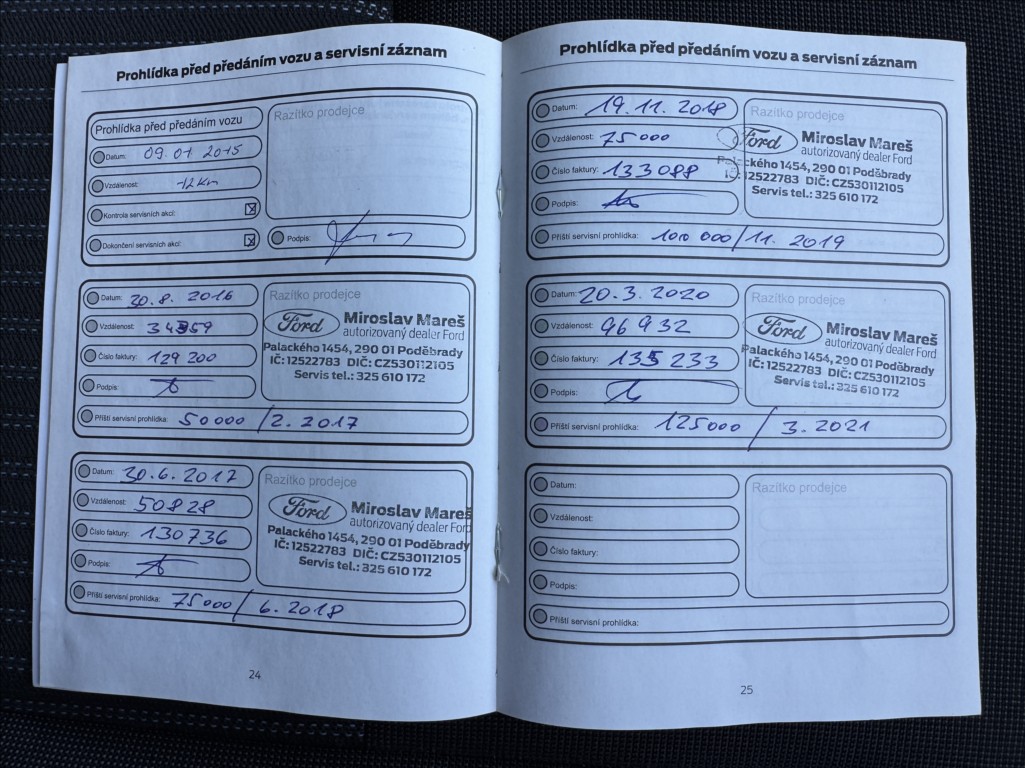 Prohlídka před předáním vozu a servisní záznam
Prohlídka před předáním vozu
Razítko prodejce
Datum: 09.01 2015
Vzdálenost: 12km
Kontrola servisních akcí: x
Dokončení servisních akcí: x
Podpis:
Datum: 30.8. 2016
Razítko prodejce
Vzdálenost: 34359
Ford Miroslav Mareš
autorizovaný dealer Ford
Číslo faktury: 129 200
Palackého 1454, 290 01 Poděbrady
IČ: 12522783 DIČ: CZ530112105
Servis tel.: 325 610 172
Podpis:
Příští servisní prohlídka: 50000 / 2. 2017
Datum: 30.6.2017
Razítko prodejce
Vzdálenost: 50828
Ford Miroslav Mareš
autorizovaný dealer Ford
Číslo faktury: 130736
Palackého 1454, 290 01 Poděbrady
IČ: 12522783 DIČ: CZ530112105
Servis tel.: 325 610 172
Podpis:
Příští servisní prohlídka: 75000 / 6. 2018
24
Prohlídka před předáním vozu a servisní záznam
Datum: 19. 11. 2018
Razítko prodejce
Vzdálenost: 75000
Ford Miroslav Mareš
autorizovaný dealer Ford
Číslo faktury: 133088
Palackého 1454, 290 01 Poděbrady
IČ: 12522783 DIČ: CZ530112105
Servis tel.: 325 610 172
Podpis:
Příští servisní prohlídka: 100 000 / 11. 2019
Datum: 20.3.2020
Razítko prodejce
Vzdálenost: 96 932
Ford Miroslav Mareš
autorizovaný dealer Ford
Číslo faktury: 135 233
Palackého 1454, 290 01 Poděbrady
IČ: 12522783 DIČ: CZ530112105
Servis tel.: 325 610 172
Podpis:
Příští servisní prohlídka: 125000 / 3. 2021
Datum:
Razítko prodejce
Vzdálenost:
Číslo faktury:
Podpis:
Příští servisní prohlídka:
25